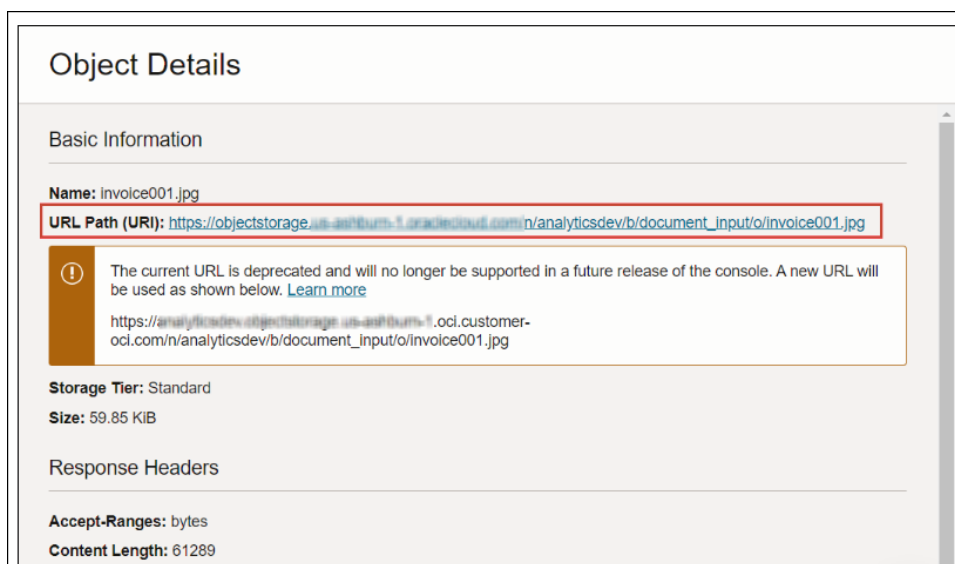 Object Details
Basic Information
Name: invoice001.jpg
URL Path (URI): https://objectstorage. n/analyticsdev/b/document_input/o/invoice001.jpg
The current URL is deprecated and will no longer be supported in a future release of the console. A new URL will
be used as shown below. Learn more
https:// .oci.customer-
oci.com/n/analyticsdev/b/document_input/o/invoice001.jpg
Storage Tier: Standard
Size: 59.85 KiB
Response Headers
Accept-Ranges: bytes
Content Length: 61289